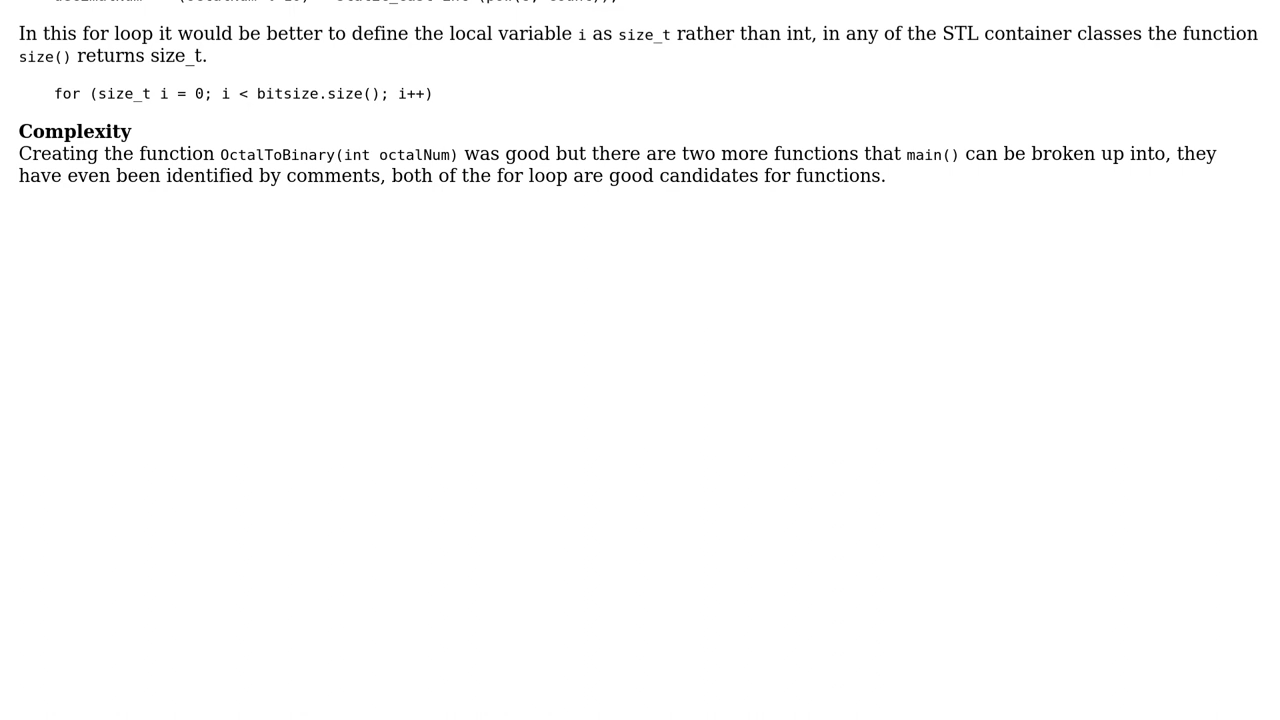 In this for loop it would be better to define the local variable i as size_t rather than int, in any of the STL container classes the function
size() returns size_t.
for (size_t i = 0; i < bitsize.size(); i++)
Complexity
Creating the function OctalToBinary(int octalNum) was good but there are two more functions that main() can be broken up into, they
have even been identified by comments, both of the for loop are good candidates for functions.